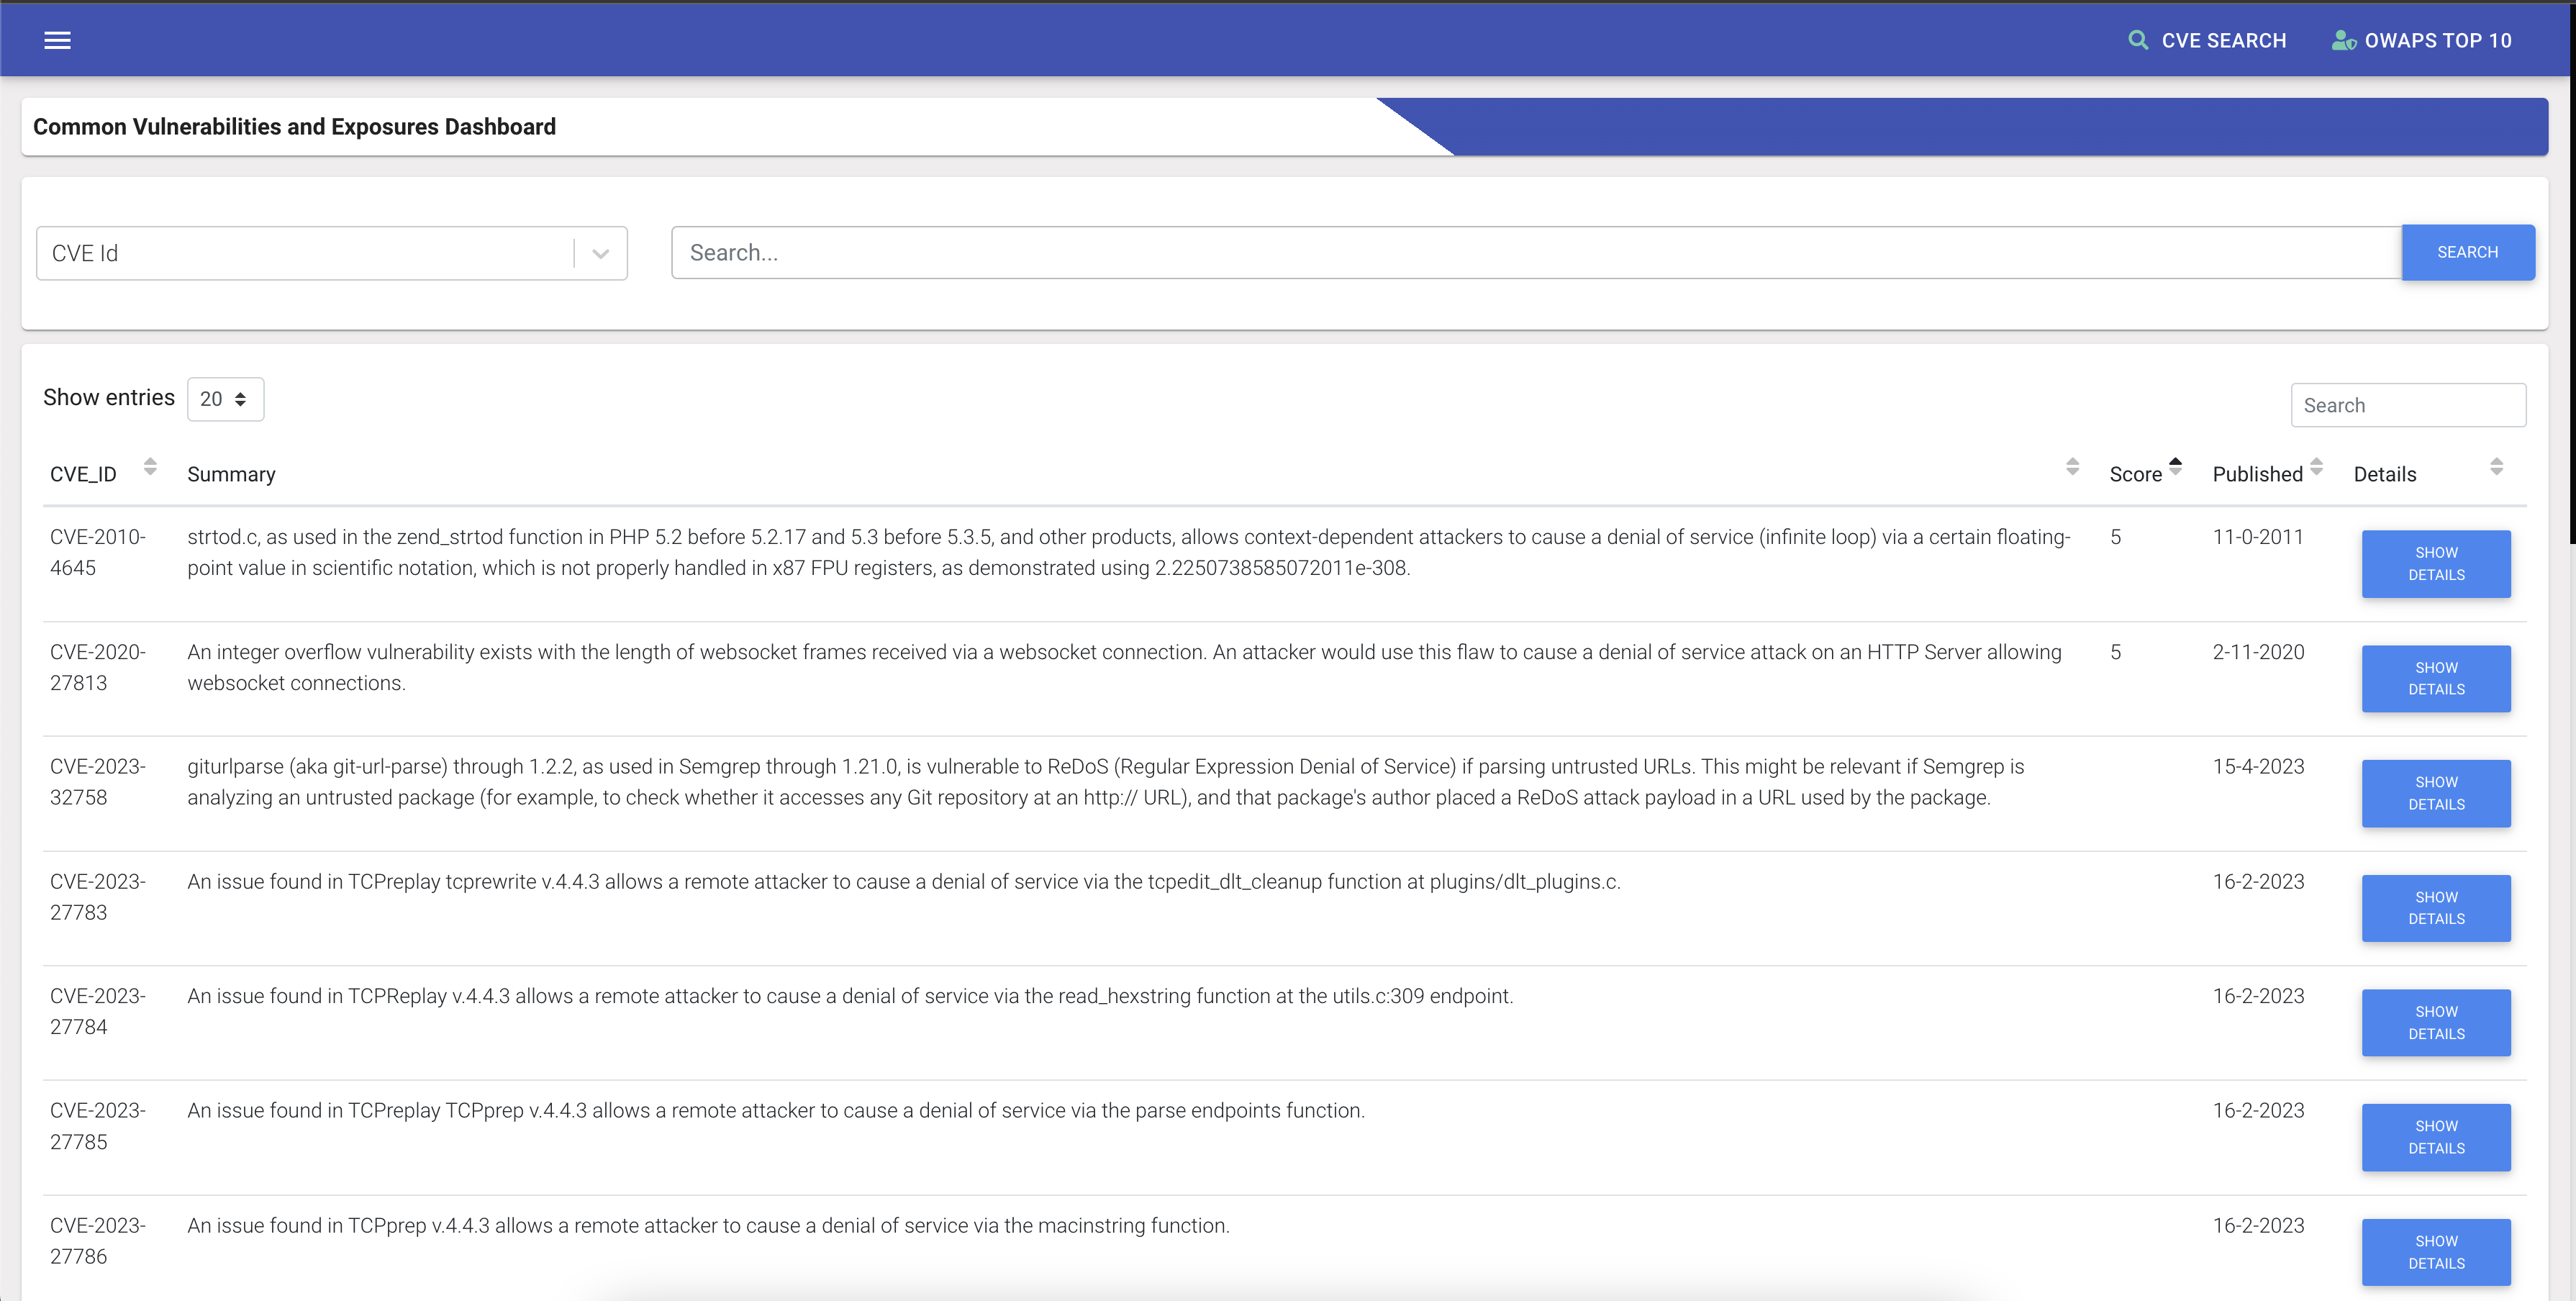 CVE SEARCH
OWAPS TOP 10
Common Vulnerabilities and Exposures Dashboard
CVE Id
Search...
SEARCH
Show entries 20
Search
CVE_ID Summary Score Published Details
CVE-2010-
4645
strtod.c, as used in the zend_strtod function in PHP 5.2 before 5.2.17 and 5.3 before 5.3.5, and other products, allows context-dependent attackers to cause a denial of service (infinite loop) via a certain floating-
point value in scientific notation, which is not properly handled in x87 FPU registers, as demonstrated using 2.2250738585072011e-308.
5
11-0-2011
SHOW
DETAILS
CVE-2020-
27813
An integer overflow vulnerability exists with the length of websocket frames received via a websocket connection. An attacker would use this flaw to cause a denial of service attack on an HTTP Server allowing
websocket connections.
5
2-11-2020
SHOW
DETAILS
CVE-2023-
32758
giturlparse (aka git-url-parse) through 1.2.2, as used in Semgrep through 1.21.0, is vulnerable to ReDoS (Regular Expression Denial of Service) if parsing untrusted URLs. This might be relevant if Semgrep is
analyzing an untrusted package (for example, to check whether it accesses any Git repository at an http:// URL), and that package's author placed a ReDoS attack payload in a URL used by the package.
15-4-2023
SHOW
DETAILS
CVE-2023-
27783
An issue found in TCPreplay tcprewrite v.4.4.3 allows a remote attacker to cause a denial of service via the tcpedit_dlt_cleanup function at plugins/dlt_plugins.c.
16-2-2023
SHOW
DETAILS
CVE-2023-
27784
An issue found in TCPReplay v.4.4.3 allows a remote attacker to cause a denial of service via the read_hexstring function at the utils.c:309 endpoint.
16-2-2023
SHOW
DETAILS
CVE-2023-
27785
An issue found in TCPreplay TCPprep v.4.4.3 allows a remote attacker to cause a denial of service via the parse endpoints function.
16-2-2023
SHOW
DETAILS
CVE-2023-
27786
An issue found in TCPprep v.4.4.3 allows a remote attacker to cause a denial of service via the macinstring function.
16-2-2023
SHOW
DETAILS